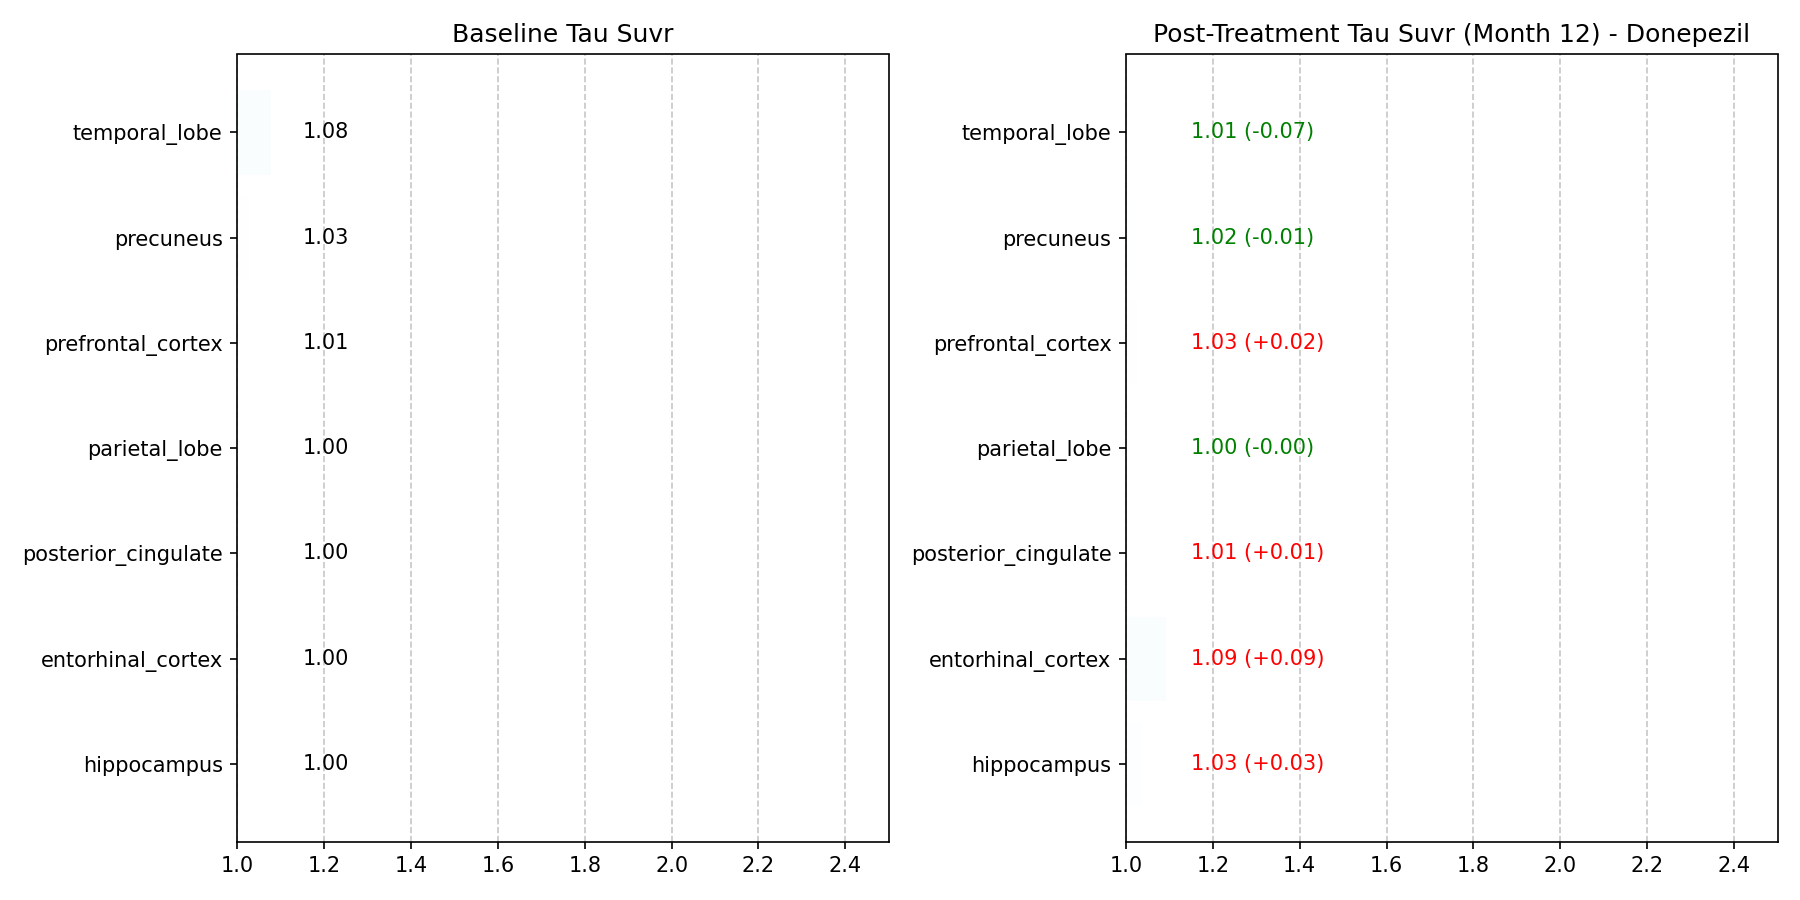 Baseline Tau Suvr
temporal_lobe 1.08
precuneus 1.03
prefrontal_cortex 1.01
parietal_lobe 1.00
posterior_cingulate 1.00
entorhinal_cortex 1.00
hippocampus 1.00
1.0 1.2 1.4 1.6 1.8 2.0 2.2 2.4
Post-Treatment Tau Suvr (Month 12) - Donepezil
temporal_lobe 1.01 (-0.07)
precuneus 1.02 (-0.01)
prefrontal_cortex 1.03 (+0.02)
parietal_lobe 1.00 (-0.00)
posterior_cingulate 1.01 (+0.01)
entorhinal_cortex 1.09 (+0.09)
hippocampus 1.03 (+0.03)
1.0 1.2 1.4 1.6 1.8 2.0 2.2 2.4